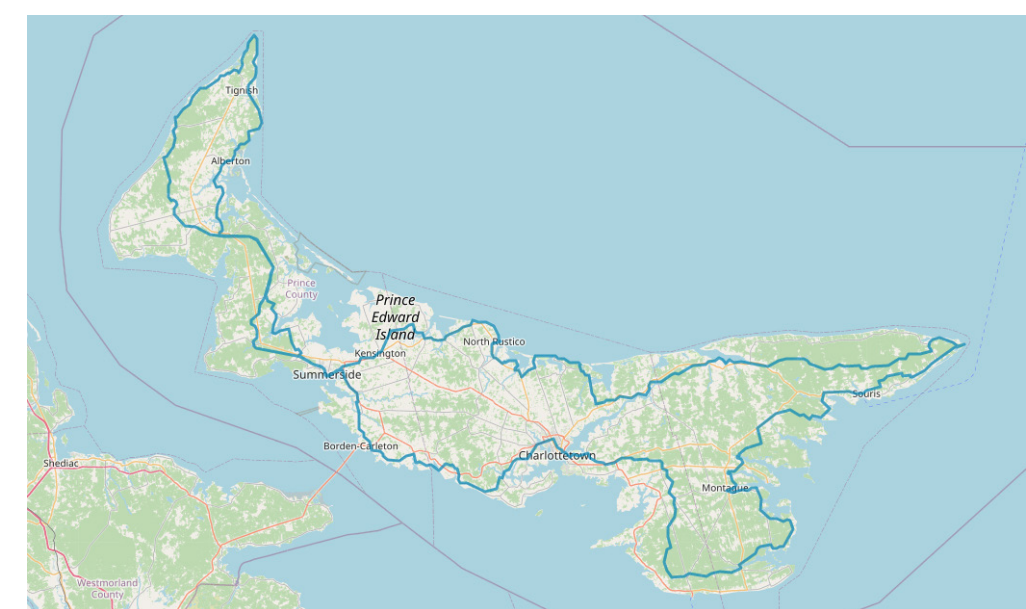 Tignish
Alberton
Prince
County
Prince
Edward
Island
North Rustico
Kensington
Summerside
Souris
Borden-Carleton
Charlottetown
Shediac
Montague
Westmorland
County